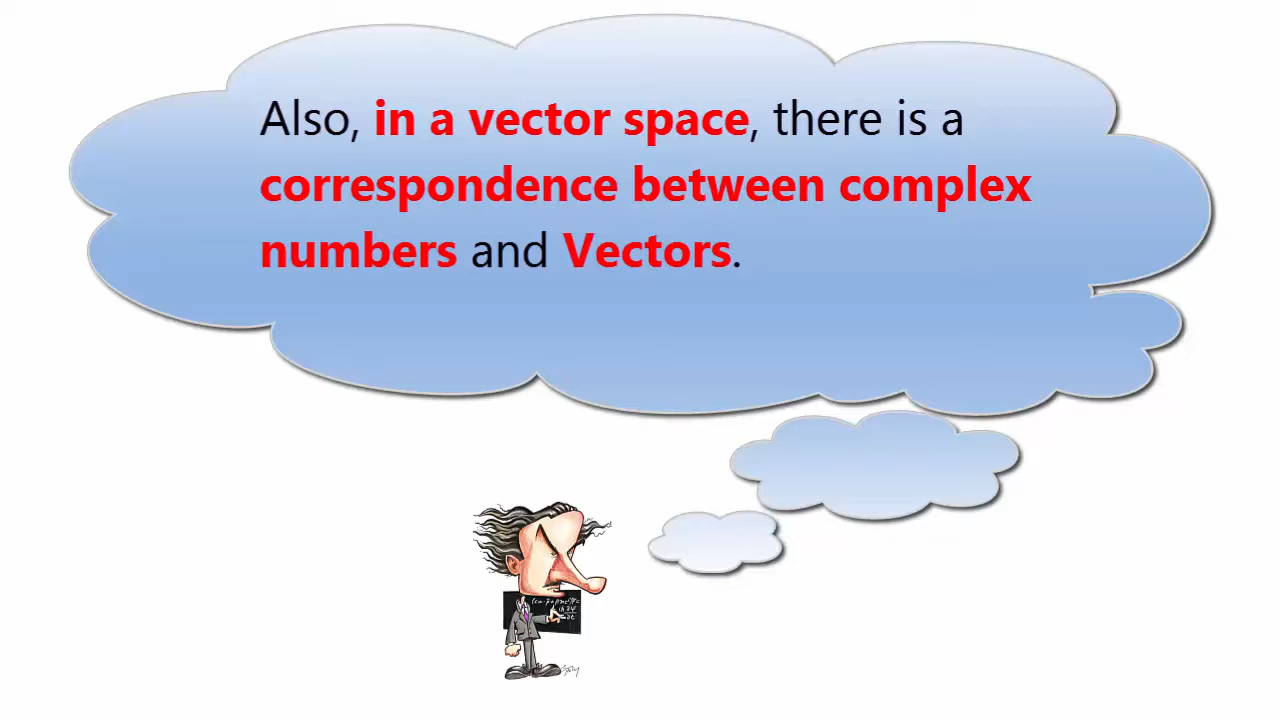 Also, in a vector space, there is a
correspondence between complex
numbers and Vectors.